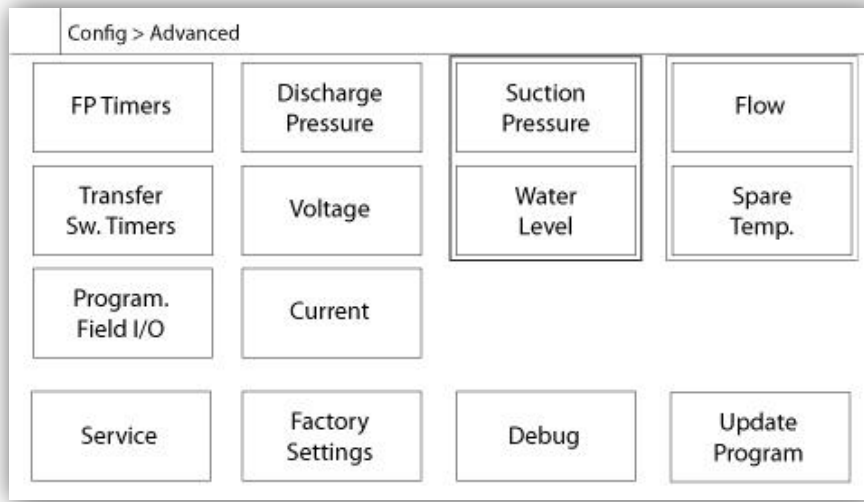 Config > Advanced
FP Timers
Discharge
Pressure
Suction
Pressure
Flow
Transfer
Sw. Timers
Voltage
Water
Level
Spare
Temp.
Program.
Field I/O
Current
Service
Factory
Settings
Debug
Update
Program